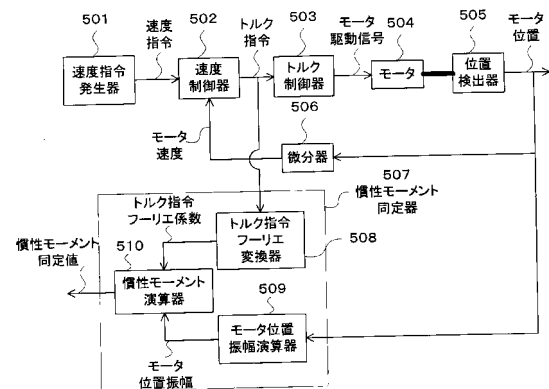 501
速度指令
発生器
速度
指令
502
速度
制御器
トルク
指令
503
トルク
制御器
モータ
駆動信号
504
モータ
505
位置
検出器
モータ
位置
506
微分器
モータ
速度
507
慣性モーメント
同定器
トルク指令
フーリエ係数
トルク指令
フーリエ
変換器
508
慣性モーメント
同定値
510
慣性モーメント
演算器
509
モータ位置
振幅演算器
モータ
位置振幅